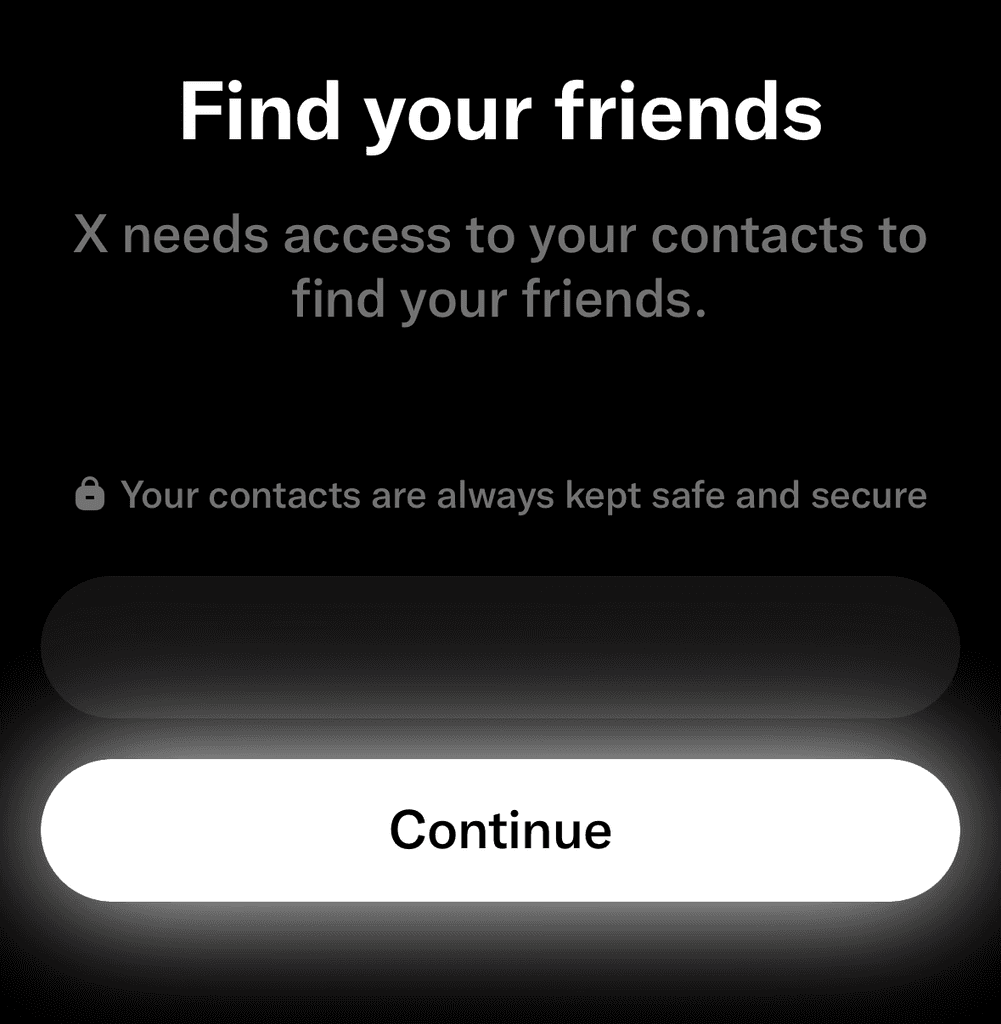 Find your friends
X needs access to your contacts to
find your friends.
Your contacts are always kept safe and secure
Continue